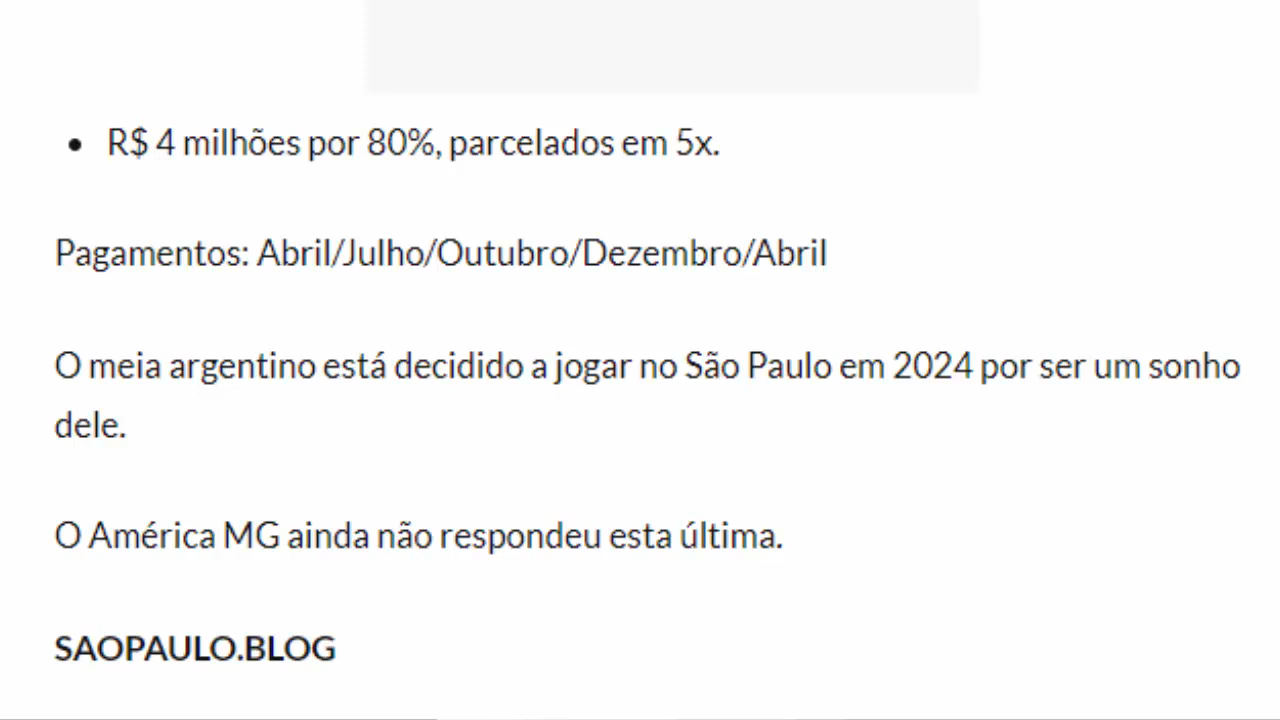 • R$ 4 milhões por 80%, parcelados em 5x.
Pagamentos: Abril/Julho/Outubro/Dezembro/Abril
O meia argentino está decidido a jogar no São Paulo em 2024 por ser um sonho
dele.
O América MG ainda não respondeu esta última.
SAOPAULO.BLOG